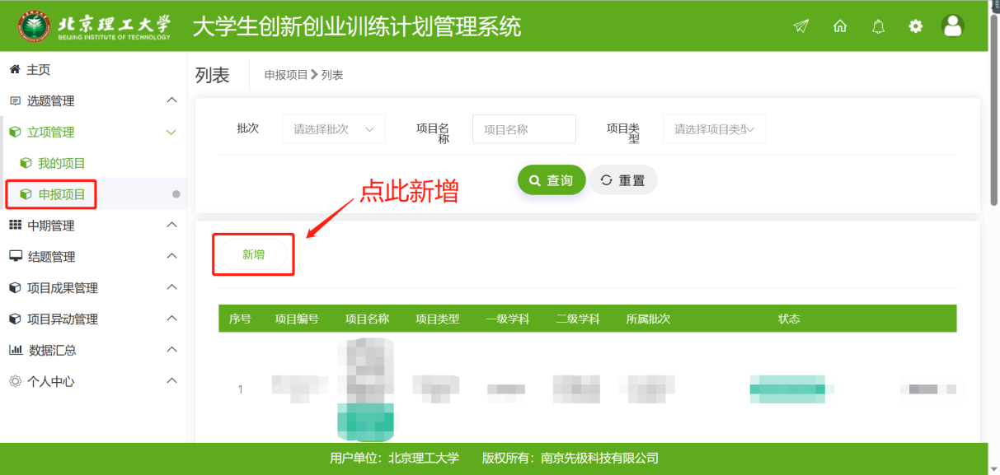 北京理工大学
BEIJING INSTITUTE OF TECHNOLOGY
大学生创新创业训练计划管理系统
主页
选题管理
立项管理
我的项目
申报项目
中期管理
结题管理
项目成果管理
项目异动管理
数据汇总
个人中心
列表
申报项目 列表
批次
请选择批次
项目名
称
项目名称
项目类
型
请选择项目类型
查询
重置
点此新增
新增
序号 项目编号 项目名称 项目类型 一级学科 二级学科 所属批次 状态
1
用户单位：北京理工大学 版权所有：南京先极科技有限公司